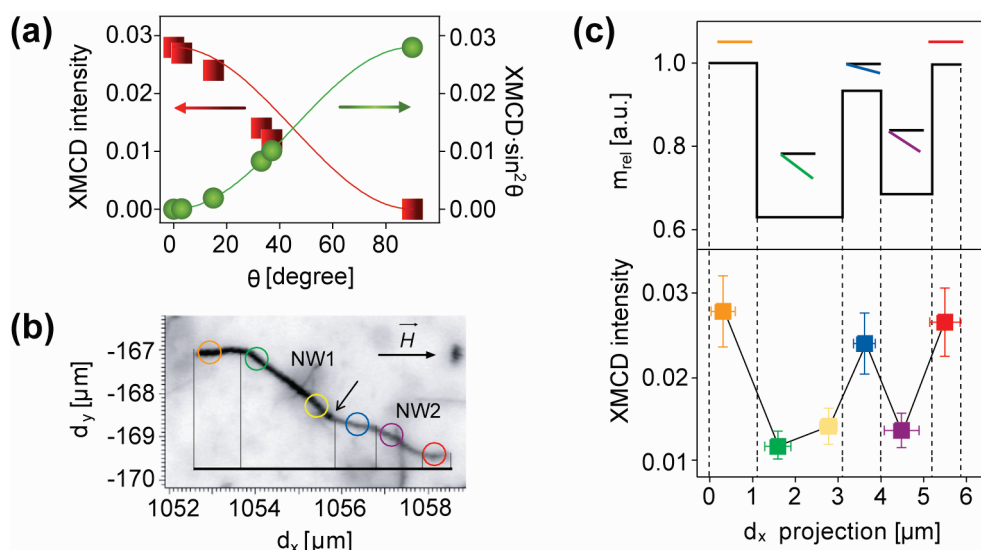 (a)
XMCD intensity
0.03
0.02
0.01
0.00
0.03
0.02
0.01
0.00
XMCD·sin²θ
0 20 40 60 80
θ [degree]
(b)
d_y [µm]
-167
-168
-169
-170
NW1
NW2
H
1052 1054 1056 1058
d_x [µm]
(c)
m_rel [a.u.]
1.0
0.8
0.6
XMCD intensity
0.03
0.02
0.01
0 1 2 3 4 5 6
d_x projection [µm]